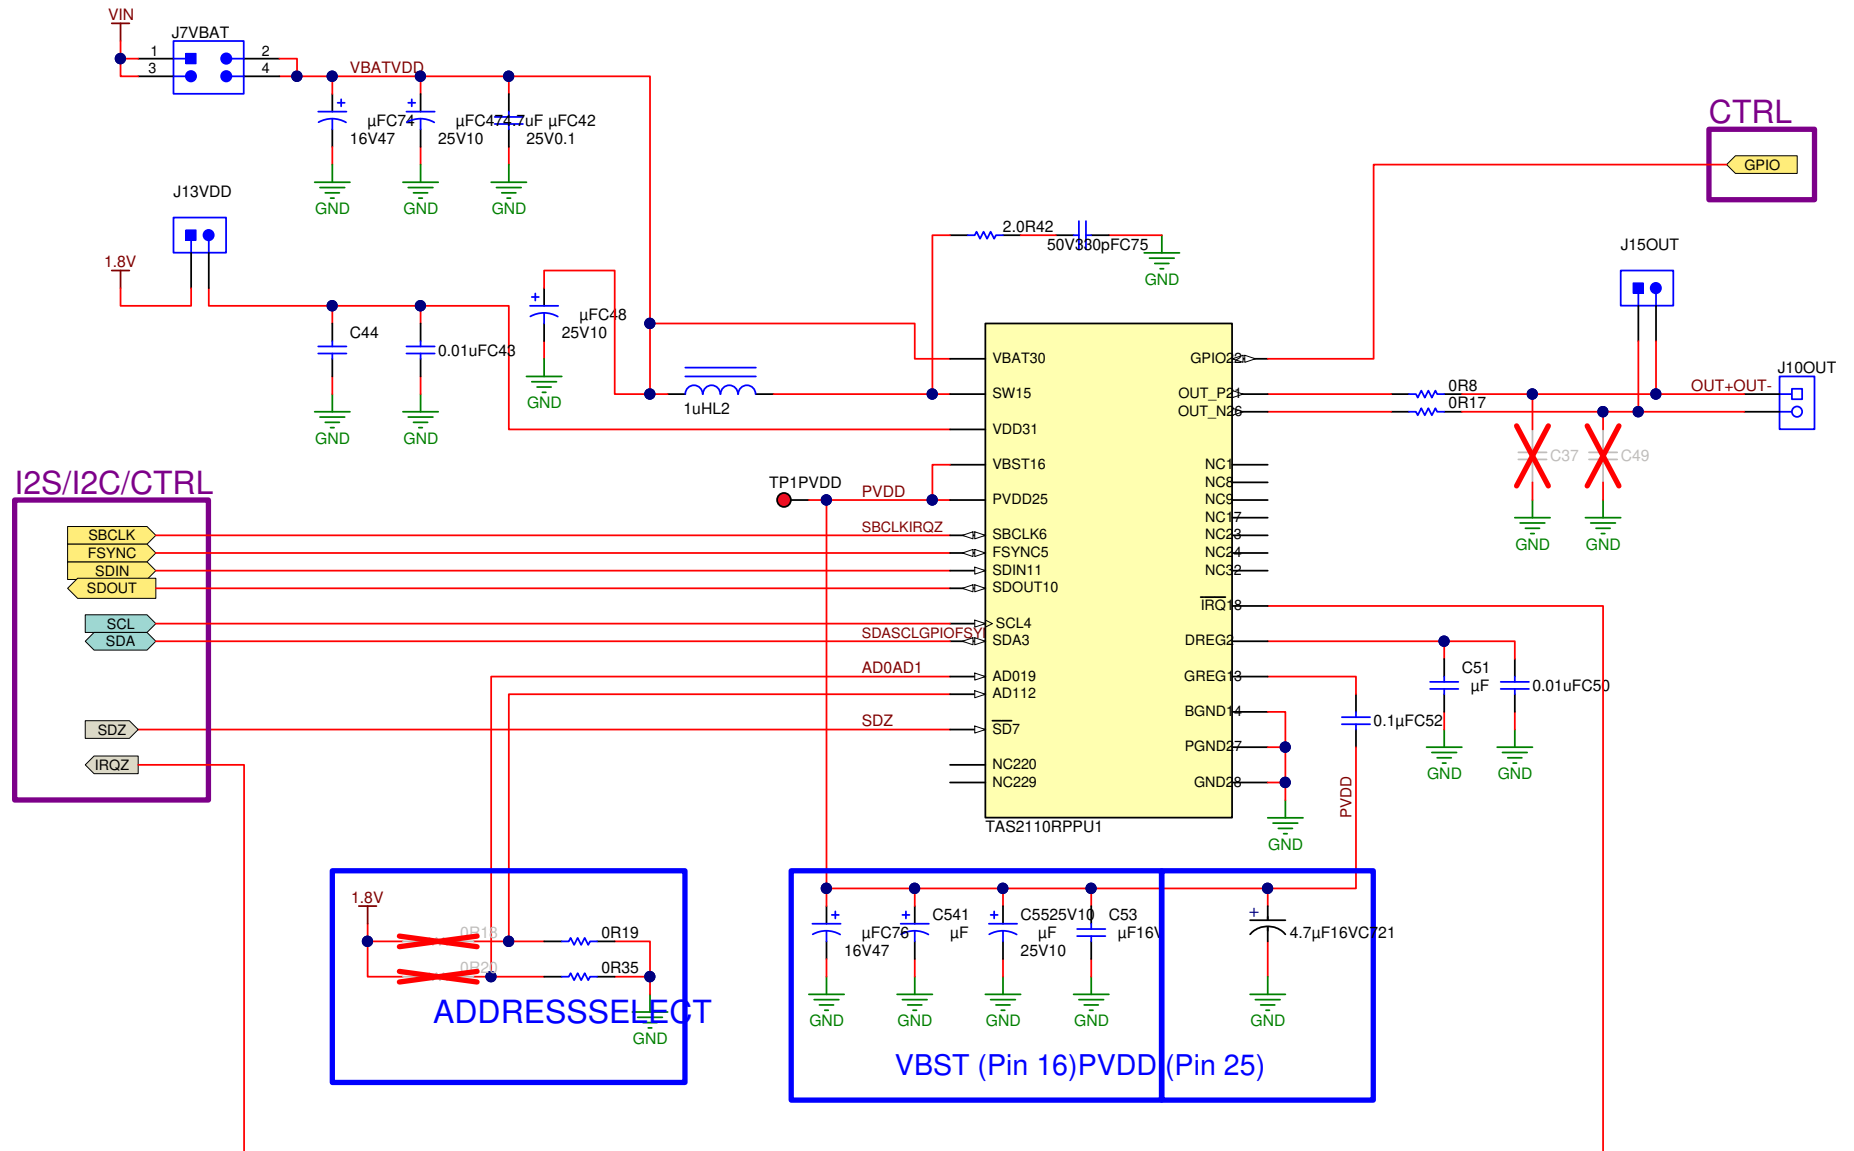 VIN
J7VBAT
1
2
3
4
VBATVDD
µFC74
16V47
µFC474.7uF
25V10
µFC42
25V0.1
GND
GND
GND
CTRL
GPIO
J13VDD
1.8V
C44
0.01uFC43
GND
GND
µFC48
25V10
GND
2.0R42
50V330pFC75
GND
1uHL2
J15OUT
J10OUT
OUT+OUT-
0R8
0R17
C37
C49
GND
GND
VBAT30
SW15
VDD31
VBST16
PVDD25
SBCLK6
FSYNC5
SDIN11
SDOUT10
SCL4
SDA3
AD019
AD112
SD7
NC220
NC229
GPIO22
OUT_P21
OUT_N26
NC1
NC8
NC9
NC17
NC23
NC24
NC32
IRQ18
DREG2
GREG13
BGND14
PGND27
GND28
TAS2110RPPU1
TP1PVDD
PVDD
SBCLKIRQZ
SDASCLGPIOFSY
AD0AD1
SDZ
I2S/I2C/CTRL
SBCLK
FSYNC
SDIN
SDOUT
SCL
SDA
SDZ
IRQZ
C51
µF
0.01uFC50
GND
GND
0.1µFC52
PVDD
GND
1.8V
0R13
0R20
0R19
0R35
GND
ADDRESSSELECT
µFC76
16V47
C541
µF
C5525V10
µF
25V10
C53
µF16V
4.7µF16VC721
GND
GND
GND
GND
GND
VBST (Pin 16)PVDD (Pin 25)